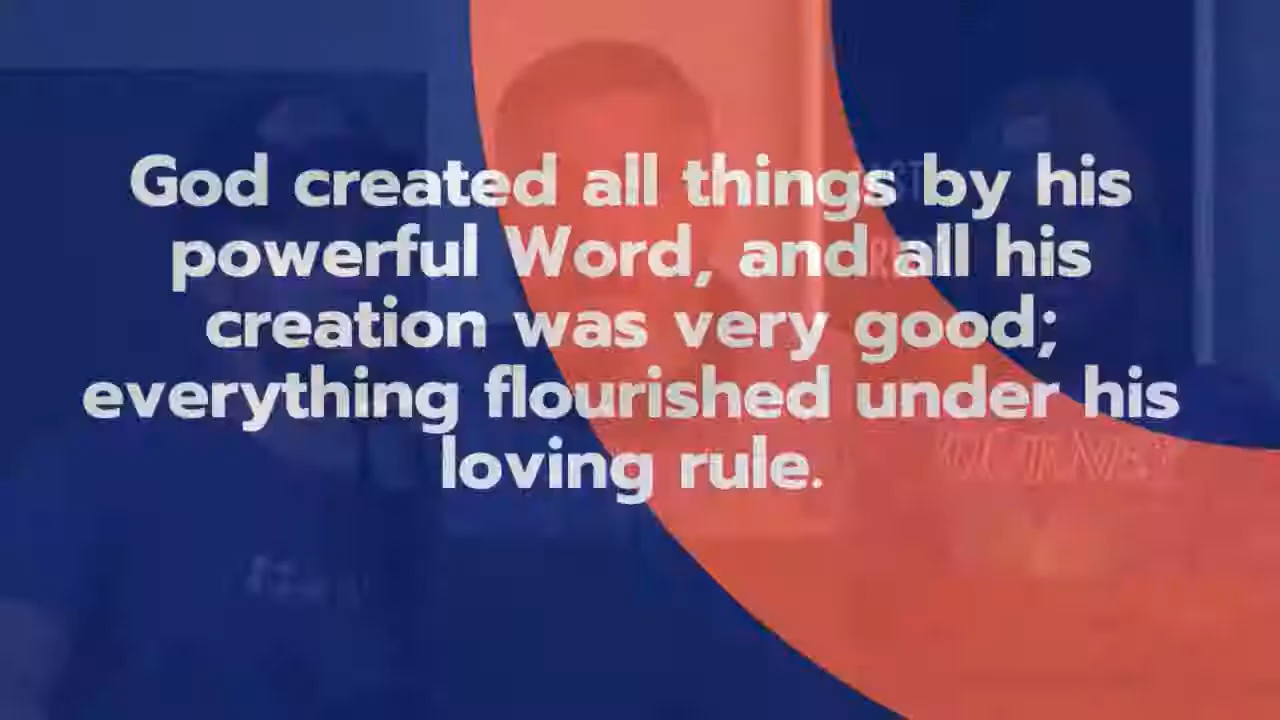 God created all things by his
powerful Word, and all his
creation was very good;
everything flourished under his
loving rule.